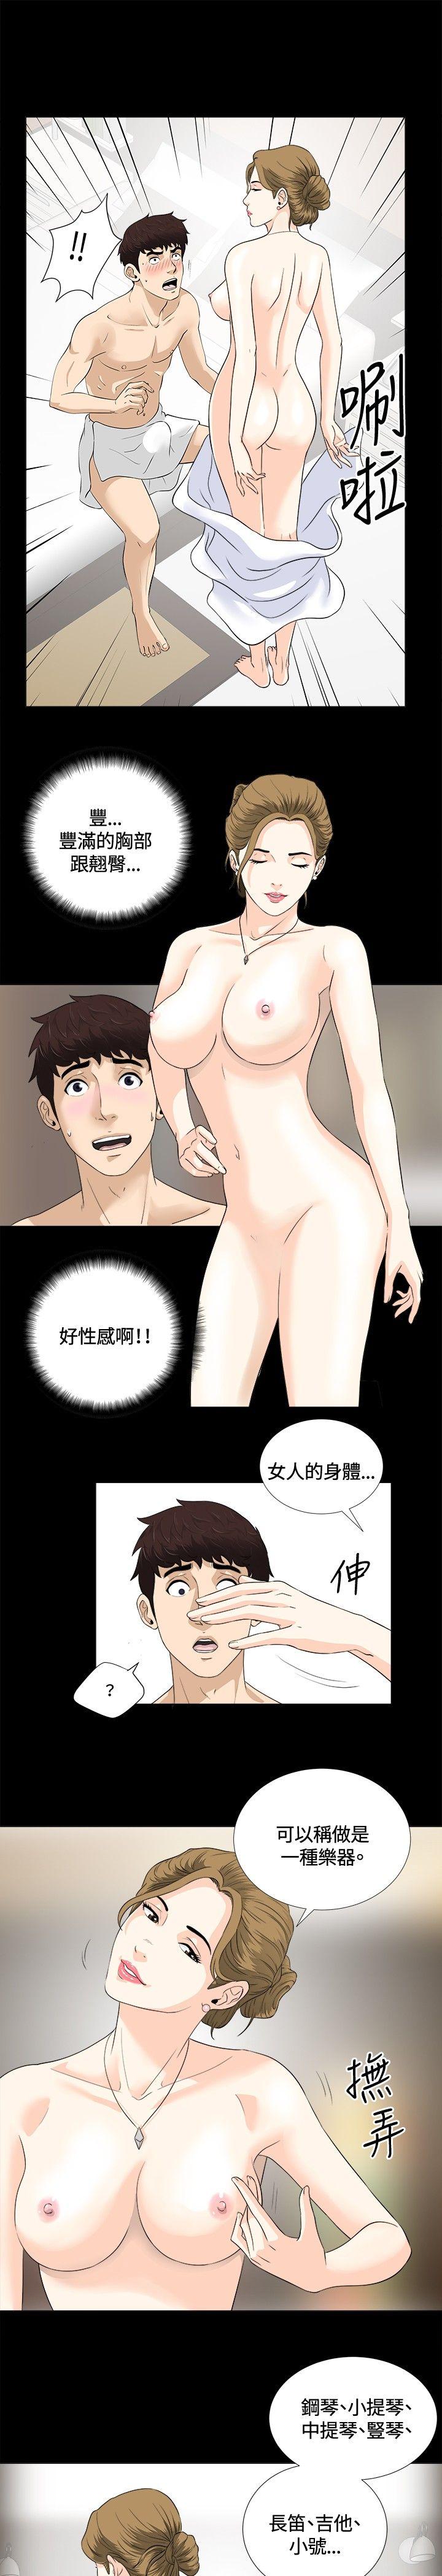 !!
唰
啦
豐...
豐滿的胸部
跟翹臀...
好性感啊!!
女人的身體...
伸
?
可以稱做是
一種樂器。
撫
弄
鋼琴、小提琴、
中提琴、豎琴、
長笛、吉他、
小號...